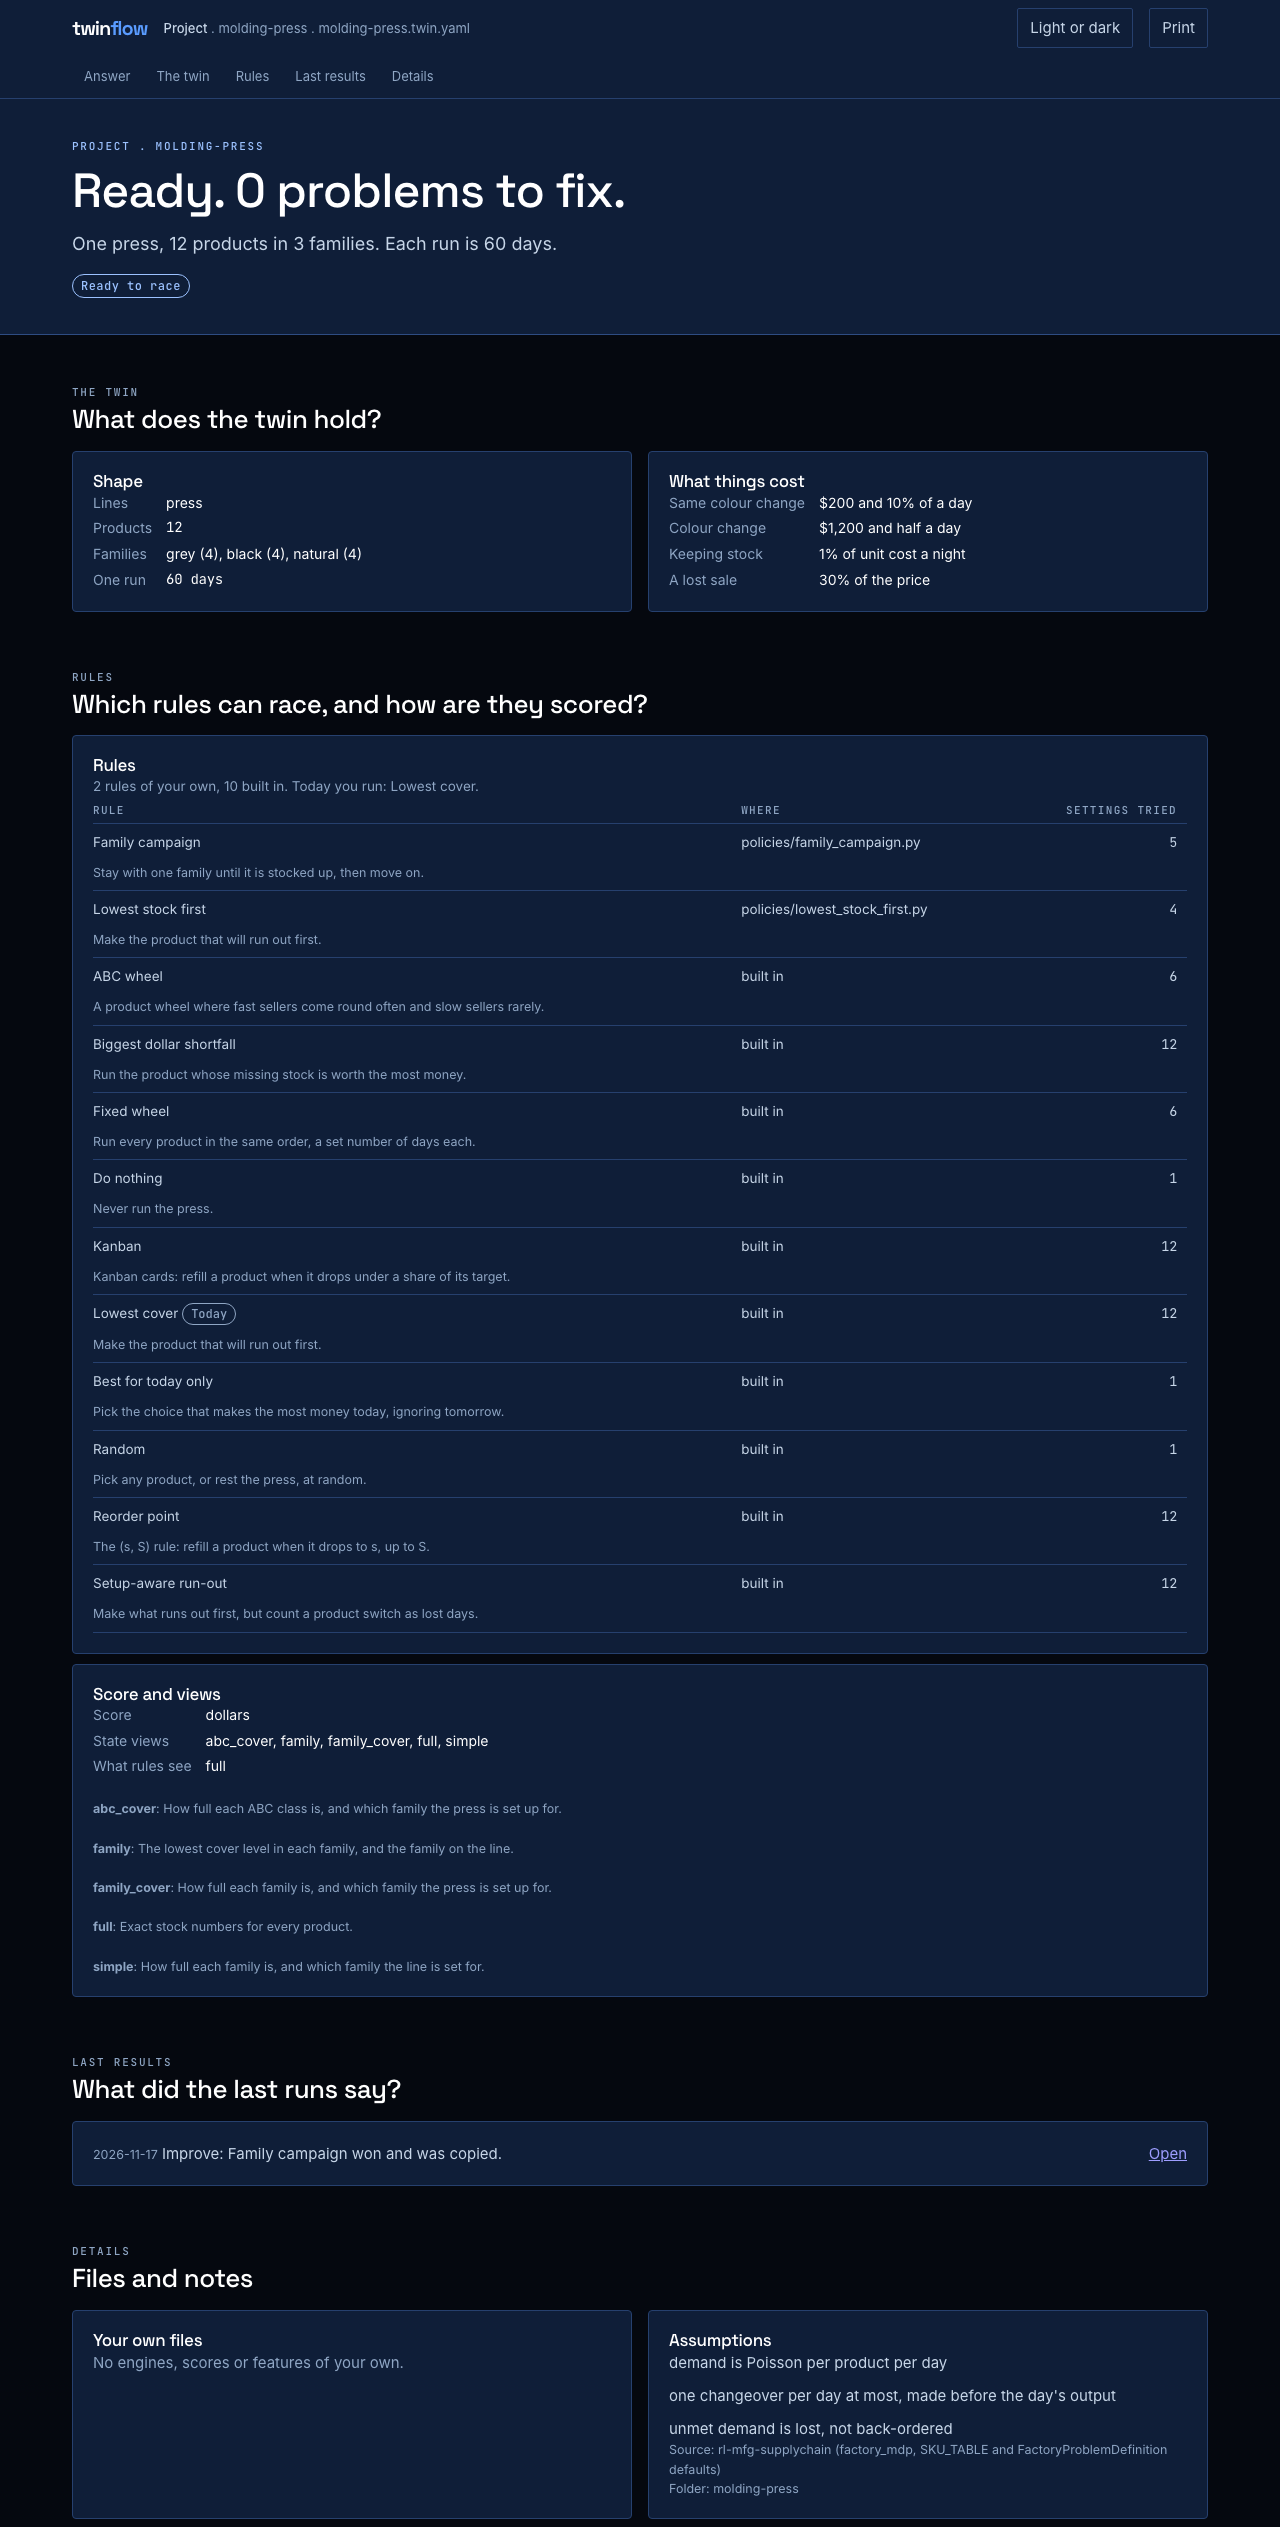 twinflow Project . molding-press . molding-press.twin.yaml Light or dark Print
Answer The twin Rules Last results Details
PROJECT . MOLDING-PRESS
Ready. 0 problems to fix.
One press, 12 products in 3 families. Each run is 60 days.
Ready to race
THE TWIN
What does the twin hold?
Shape
Lines press
Products 12
Families grey (4), black (4), natural (4)
One run 60 days
What things cost
Same colour change $200 and 10% of a day
Colour change $1,200 and half a day
Keeping stock 1% of unit cost a night
A lost sale 30% of the price
RULES
Which rules can race, and how are they scored?
Rules
2 rules of your own, 10 built in. Today you run: Lowest cover.
RULE WHERE SETTINGS TRIED
Family campaign policies/family_campaign.py 5
Stay with one family until it is stocked up, then move on.
Lowest stock first policies/lowest_stock_first.py 4
Make the product that will run out first.
ABC wheel built in 6
A product wheel where fast sellers come round often and slow sellers rarely.
Biggest dollar shortfall built in 12
Run the product whose missing stock is worth the most money.
Fixed wheel built in 6
Run every product in the same order, a set number of days each.
Do nothing built in 1
Never run the press.
Kanban built in 12
Kanban cards: refill a product when it drops under a share of its target.
Lowest cover Today built in 12
Make the product that will run out first.
Best for today only built in 1
Pick the choice that makes the most money today, ignoring tomorrow.
Random built in 1
Pick any product, or rest the press, at random.
Reorder point built in 12
The (s, S) rule: refill a product when it drops to s, up to S.
Setup-aware run-out built in 12
Make what runs out first, but count a product switch as lost days.
Score and views
Score dollars
State views abc_cover, family, family_cover, full, simple
What rules see full
abc_cover: How full each ABC class is, and which family the press is set up for.
family: The lowest cover level in each family, and the family on the line.
family_cover: How full each family is, and which family the press is set up for.
full: Exact stock numbers for every product.
simple: How full each family is, and which family the line is set for.
LAST RESULTS
What did the last runs say?
2026-11-17 Improve: Family campaign won and was copied. Open
DETAILS
Files and notes
Your own files
No engines, scores or features of your own.
Assumptions
demand is Poisson per product per day
one changeover per day at most, made before the day's output
unmet demand is lost, not back-ordered
Source: rl-mfg-supplychain (factory_mdp, SKU_TABLE and FactoryProblemDefinition
defaults)
Folder: molding-press